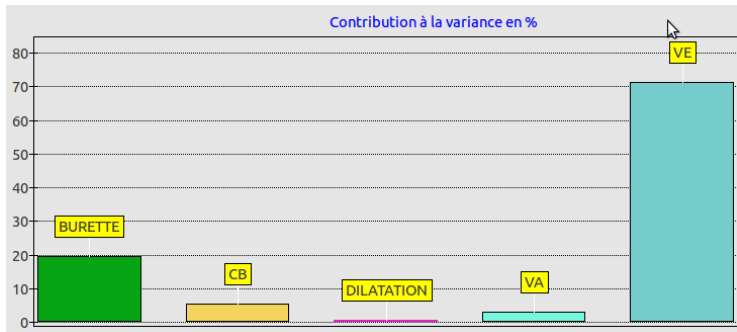 Contribution à la variance en %
80
VE
70
60
50
40
30
BURETTE
20
CB
VA
10
DILATATION
0